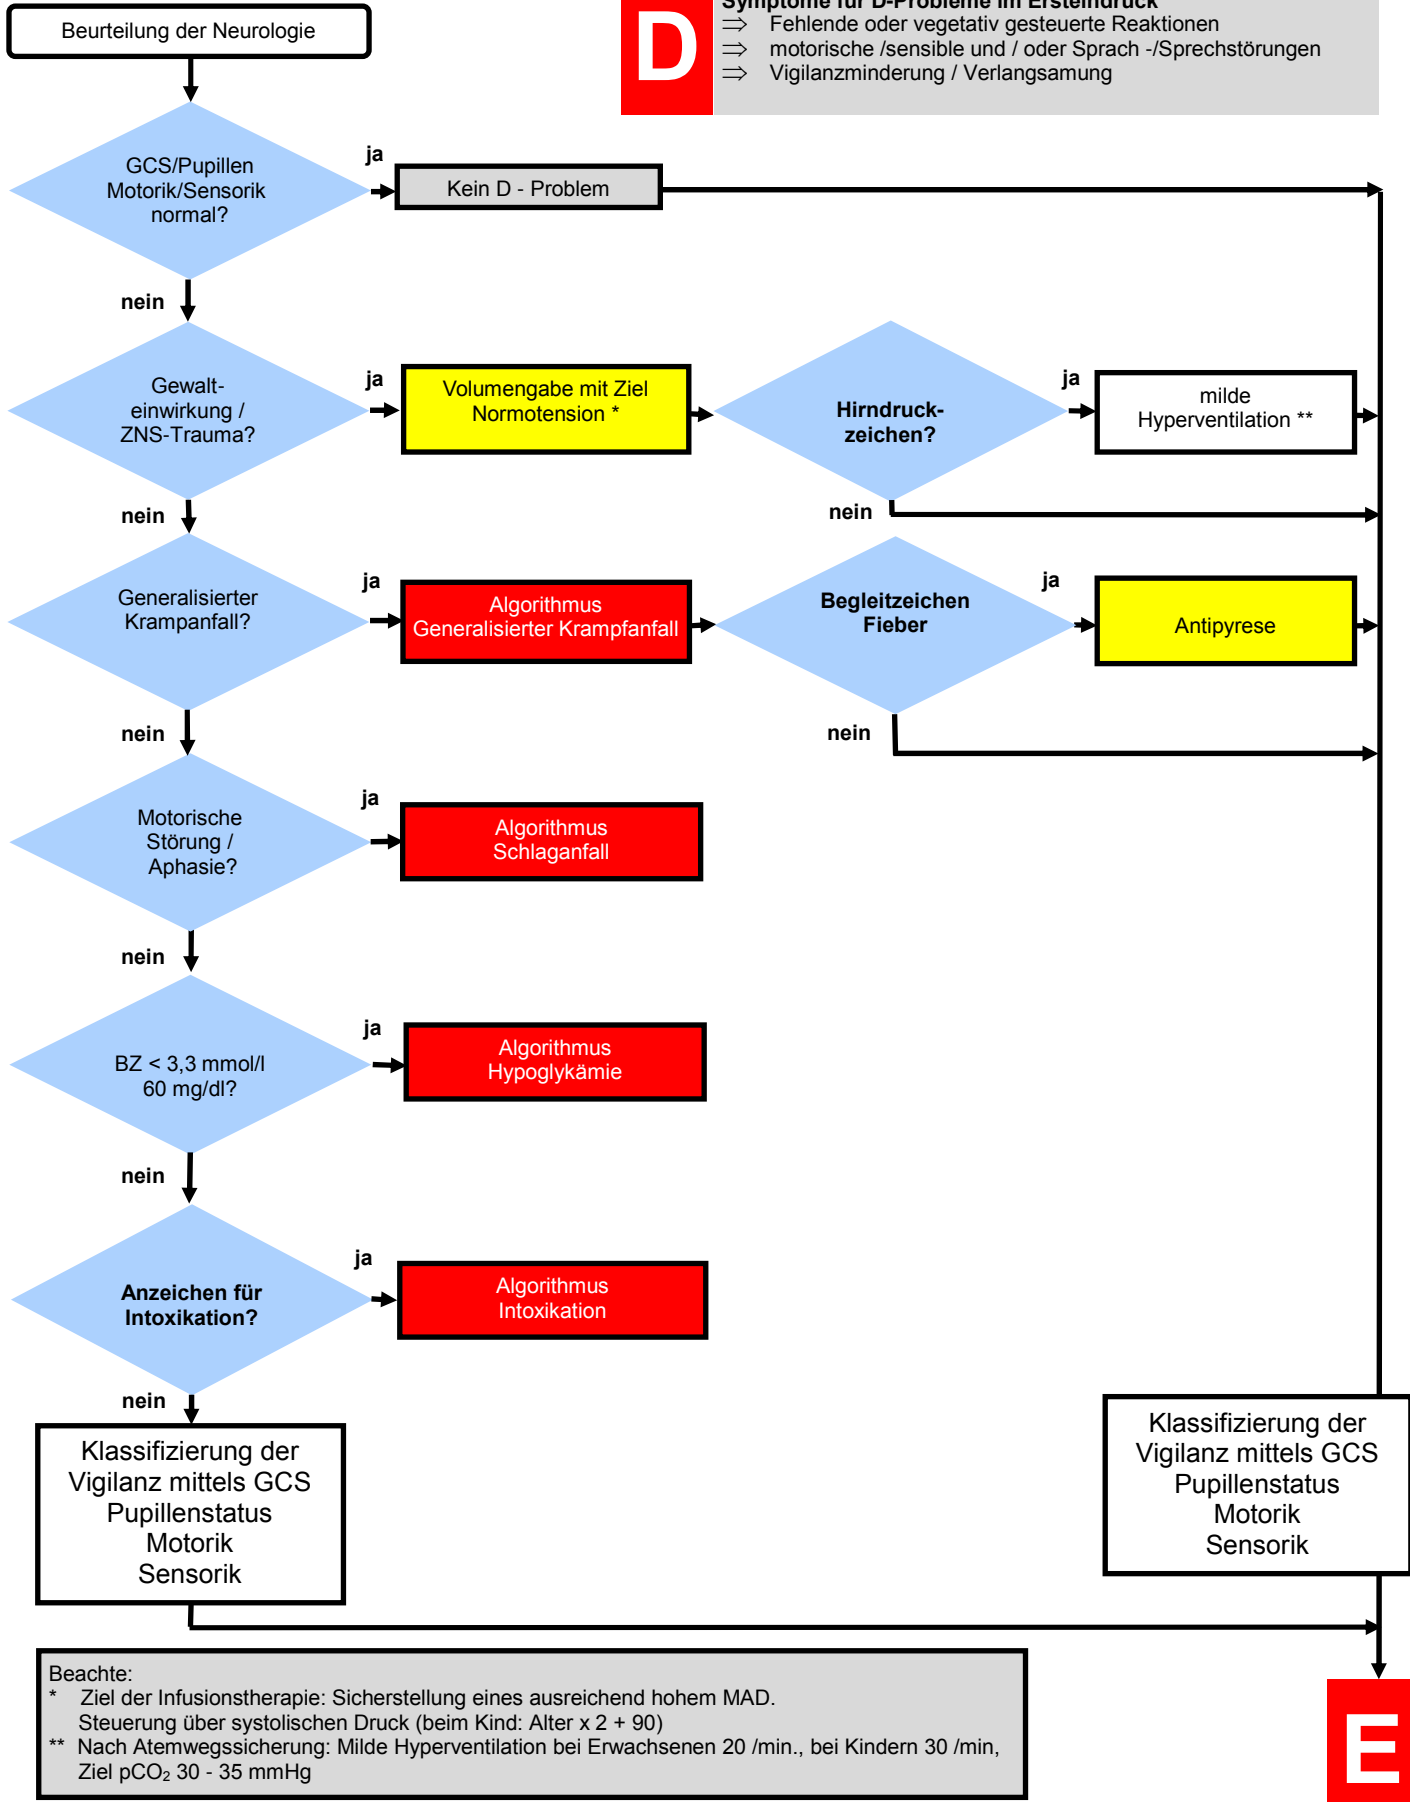 Beurteilung der Neurologie
D
Symptome für D-Probleme im Ersteindruck
⇒ Fehlende oder vegetativ gesteuerte Reaktionen
⇒ motorische /sensible und / oder Sprach -/Sprechstörungen
⇒ Vigilanzminderung / Verlangsamung
GCS/Pupillen
Motorik/Sensorik
normal?
ja
Kein D - Problem
nein
Gewalt-
einwirkung /
ZNS-Trauma?
ja
Volumengabe mit Ziel
Normotension *
Hirndruck-
zeichen?
ja
milde
Hyperventilation **
nein
nein
Generalisierter
Krampanfall?
ja
Algorithmus
Generalisierter Krampfanfall
Begleitzeichen
Fieber
ja
Antipyrese
nein
nein
Motorische
Störung /
Aphasie?
ja
Algorithmus
Schlaganfall
nein
BZ < 3,3 mmol/l
60 mg/dl?
ja
Algorithmus
Hypoglykämie
nein
Anzeichen für
Intoxikation?
ja
Algorithmus
Intoxikation
nein
Klassifizierung der
Vigilanz mittels GCS
Pupillenstatus
Motorik
Sensorik
Klassifizierung der
Vigilanz mittels GCS
Pupillenstatus
Motorik
Sensorik
Beachte:
* Ziel der Infusionstherapie: Sicherstellung eines ausreichend hohem MAD.
Steuerung über systolischen Druck (beim Kind: Alter x 2 + 90)
** Nach Atemwegssicherung: Milde Hyperventilation bei Erwachsenen 20 /min., bei Kindern 30 /min,
Ziel pCO₂ 30 - 35 mmHg
E